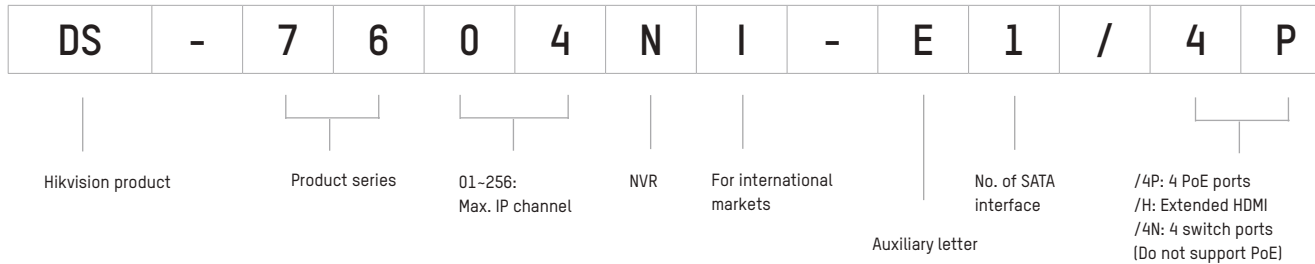 DS - 7 6 0 4 N I - E 1 / 4 P
Hikvision product
Product series
01~256:
Max. IP channel
NVR
For international
markets
Auxiliary letter
No. of SATA
interface
/4P: 4 PoE ports
/H: Extended HDMI
/4N: 4 switch ports
(Do not support PoE)